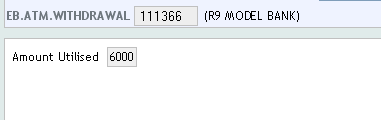 EB.ATM.WITHDRAWAL 111366 (R9 MODEL BANK)
Amount Utilised 6000